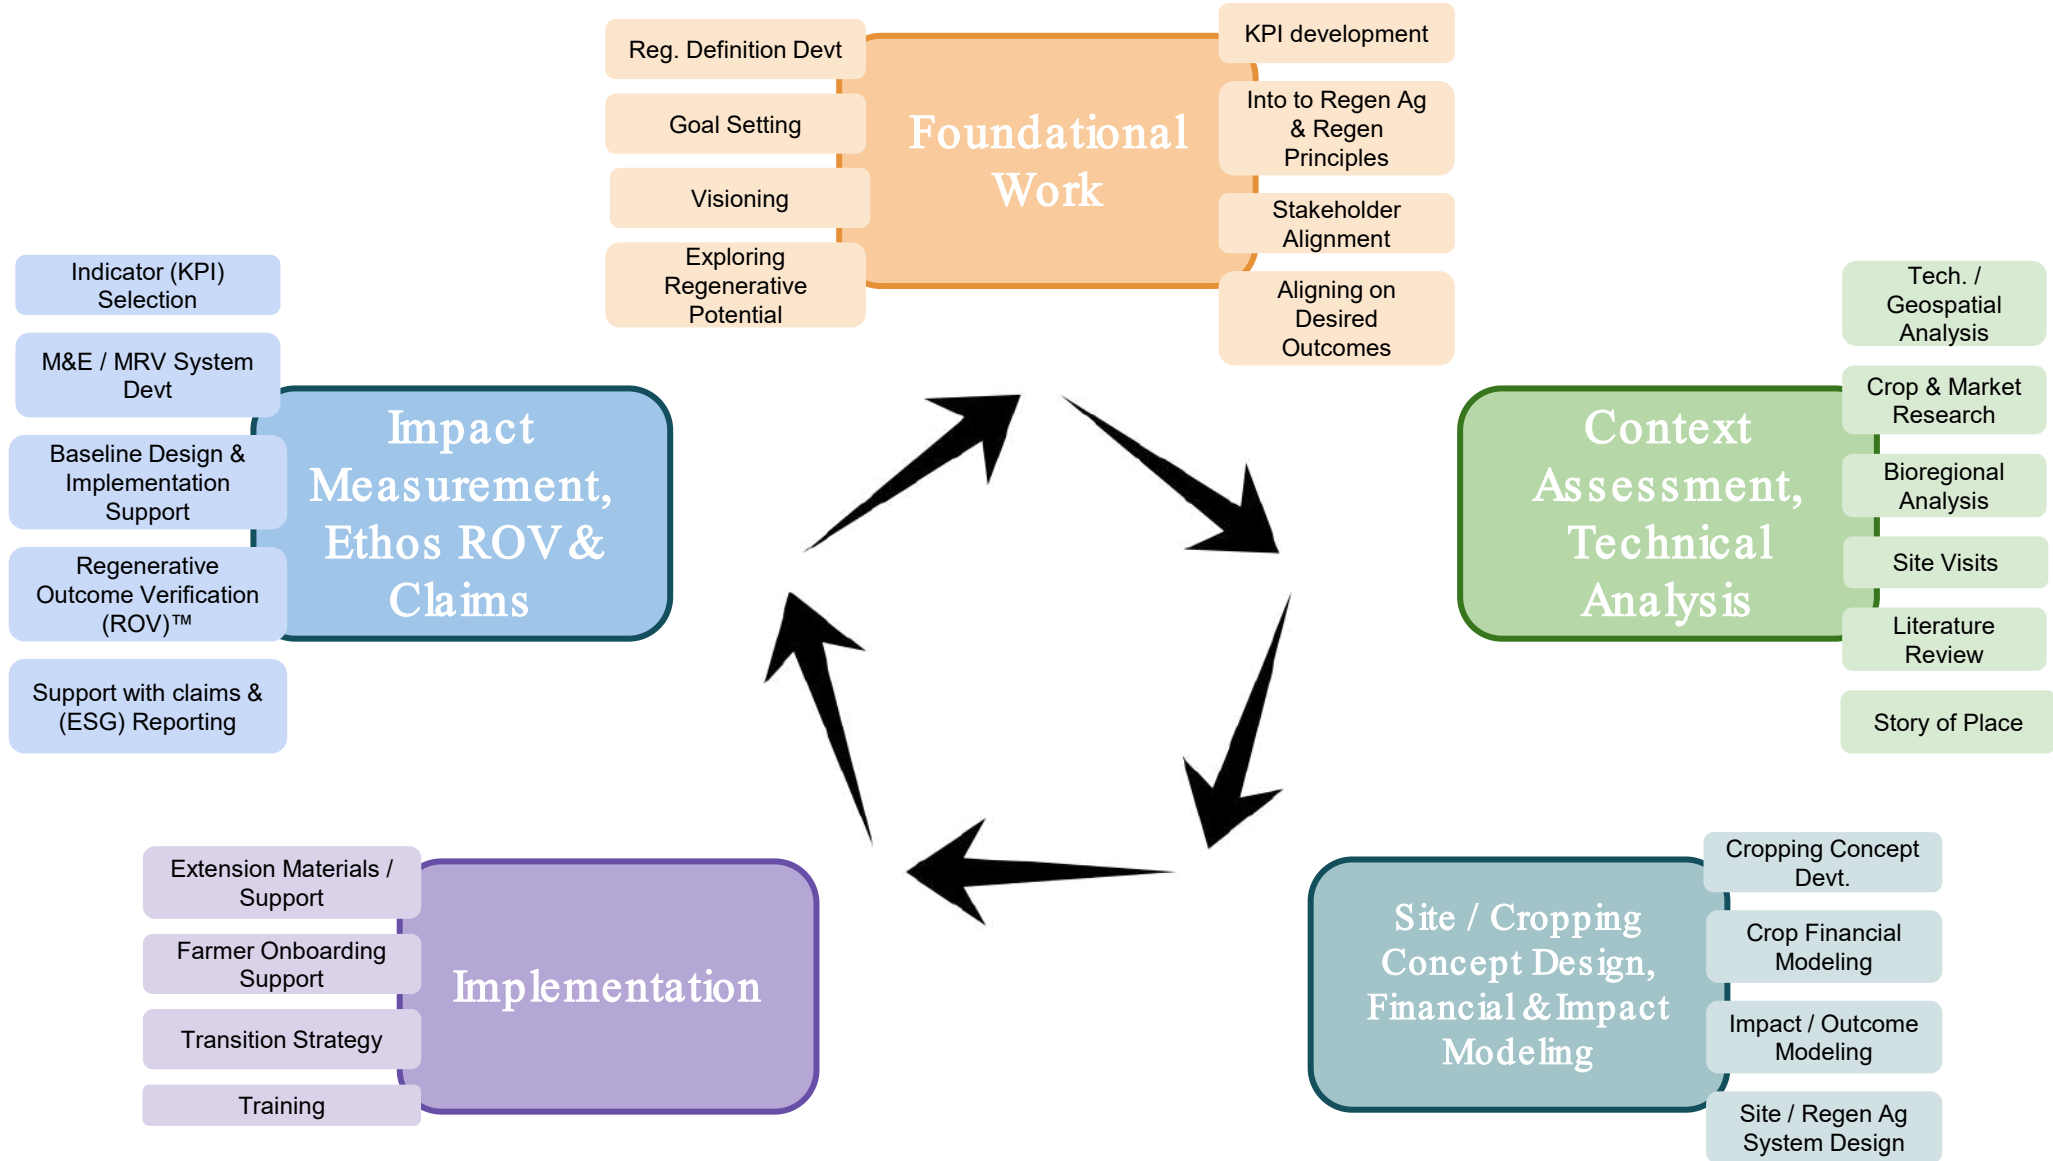 Reg. Definition Devt
Goal Setting
Visioning
Exploring
Regenerative
Potential
Foundational
Work
KPI development
Into to Regen Ag
& Regen
Principles
Stakeholder
Alignment
Aligning on
Desired
Outcomes
Indicator (KPI)
Selection
M&E / MRV System
Devt
Baseline Design &
Implementation
Support
Regenerative
Outcome Verification
(ROV)™
Support with claims &
(ESG) Reporting
Impact
Measurement,
Ethos ROV &
Claims
Context
Assessment,
Technical
Analysis
Tech. /
Geospatial
Analysis
Crop & Market
Research
Bioregional
Analysis
Site Visits
Literature
Review
Story of Place
Extension Materials /
Support
Farmer Onboarding
Support
Transition Strategy
Training
Implementation
Site / Cropping
Concept Design,
Financial & Impact
Modeling
Cropping Concept
Devt.
Crop Financial
Modeling
Impact / Outcome
Modeling
Site / Regen Ag
System Design